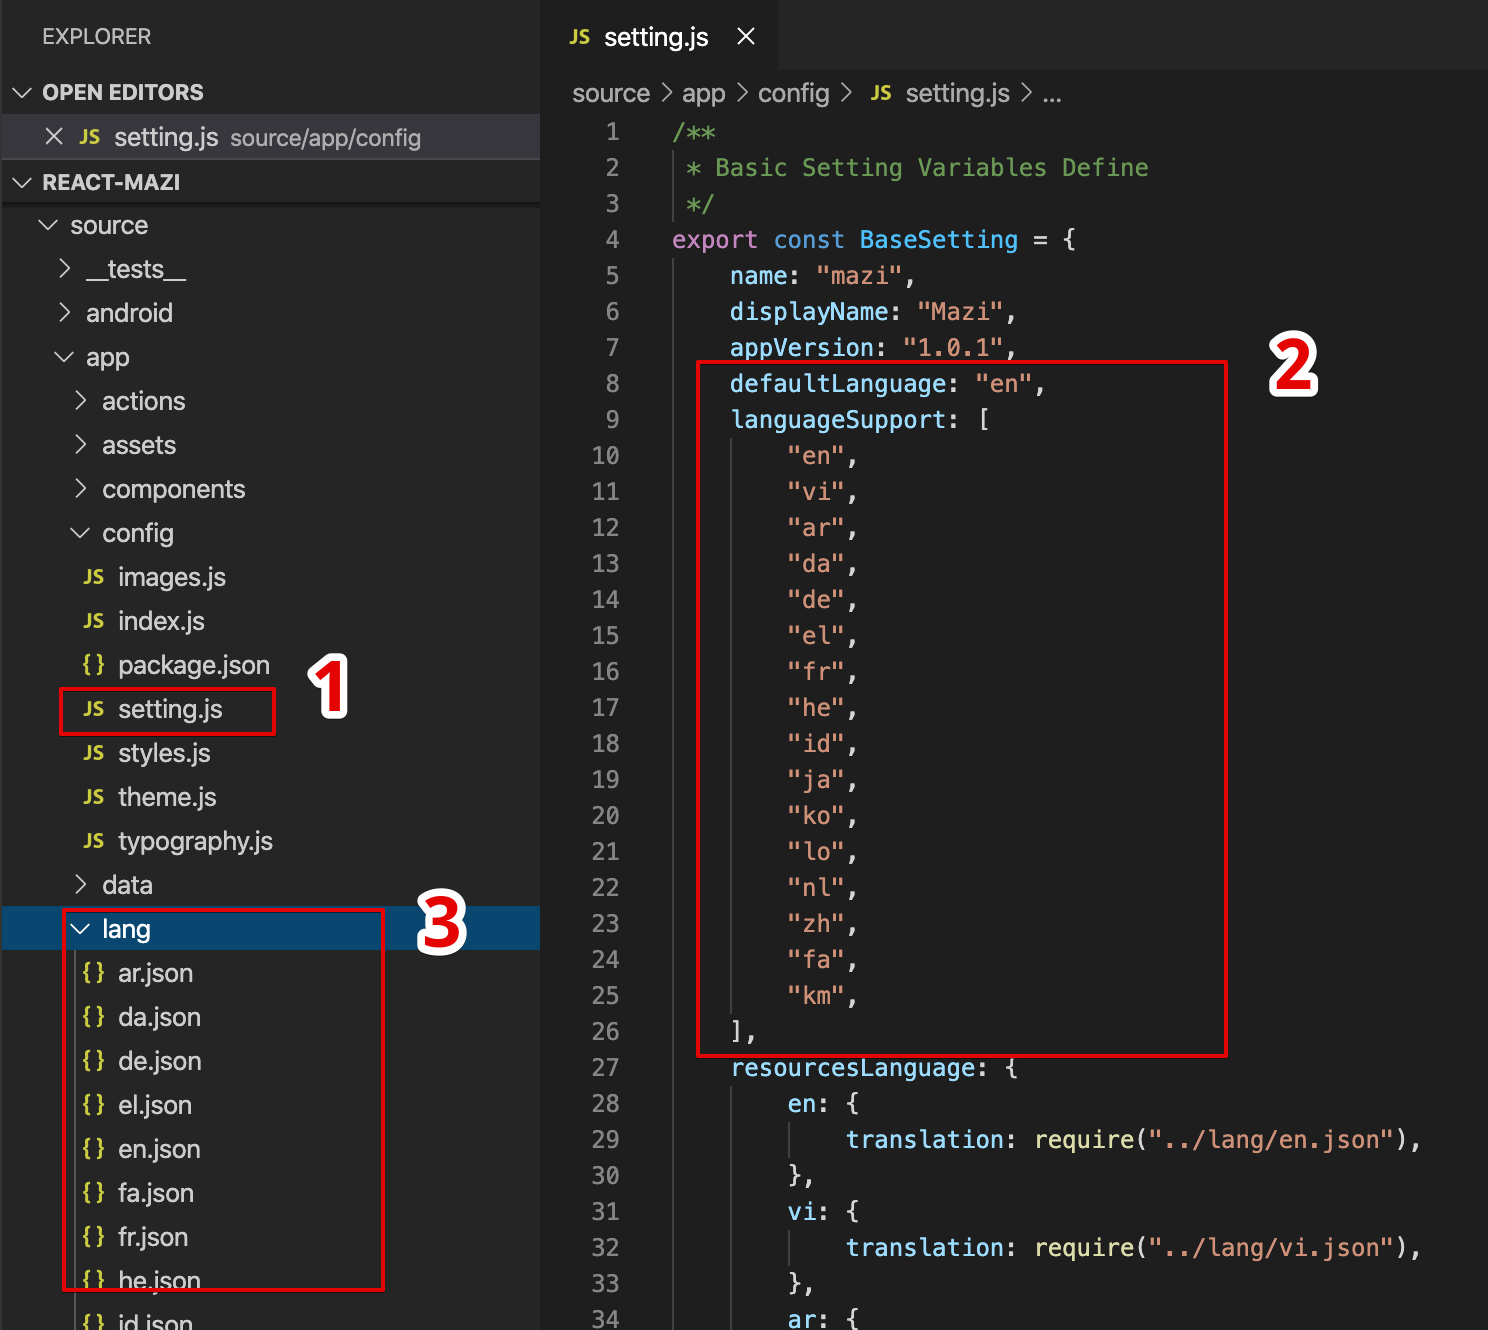 EXPLORER
OPEN EDITORS
JS setting.js source/app/config
REACT-MAZI
source
__tests__
android
app
actions
assets
components
config
JS images.js
JS index.js
{} package.json
JS setting.js
1
JS styles.js
JS theme.js
JS typography.js
data
lang
3
{} ar.json
{} da.json
{} de.json
{} el.json
{} en.json
{} fa.json
{} fr.json
{} he.json
{} id.json
JS setting.js
source > app > config > JS setting.js > ...
1 /**
2 * Basic Setting Variables Define
3 */
4 export const BaseSetting = {
5 name: "mazi",
6 displayName: "Mazi",
7 appVersion: "1.0.1",
8 defaultLanguage: "en",
9 languageSupport: [
10 "en",
11 "vi",
12 "ar",
13 "da",
14 "de",
15 "el",
16 "fr",
17 "he",
18 "id",
19 "ja",
20 "ko",
21 "lo",
22 "nl",
23 "zh",
24 "fa",
25 "km",
26 ],
27 resourcesLanguage: {
28 en: {
29 translation: require("../lang/en.json"),
30 },
31 vi: {
32 translation: require("../lang/vi.json"),
33 },
34 ar: {
2